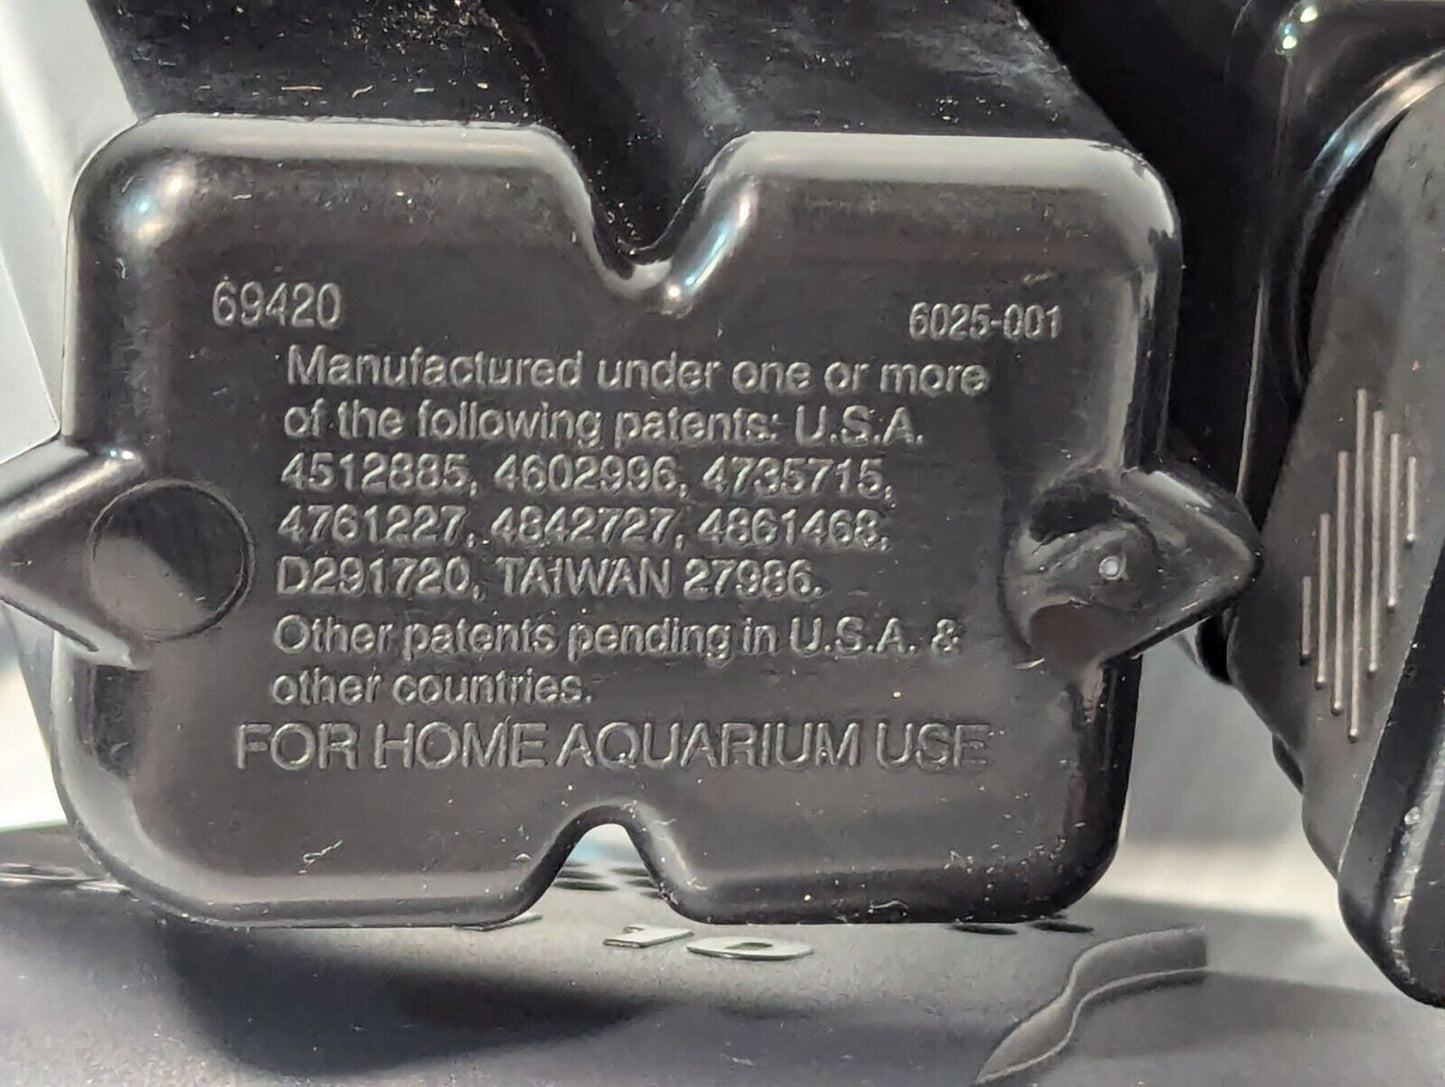 69420
6025-001
Manufactured under one or more
of the following patents: U.S.A.
4512885, 4602996, 4735715,
4761227, 4842727, 4861468,
D291720, TAIWAN 27986.
Other patents pending in U.S.A. &
other countries.
FOR HOME AQUARIUM USE